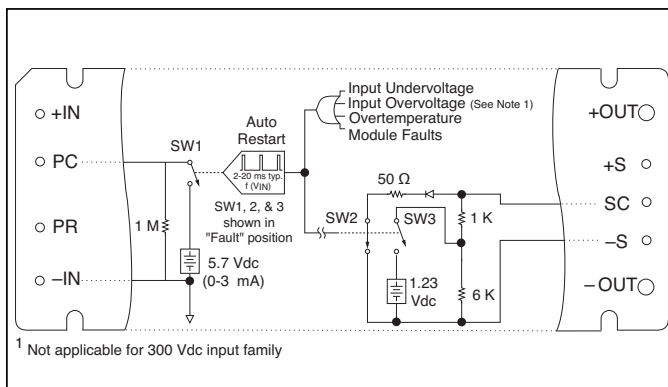 +IN
PC
PR
–IN
SW1
1 M
5.7 Vdc
(0-3 mA)
Auto
Restart
2-20 ms typ.
f (VIN)
SW1, 2, & 3
shown in
"Fault" position
Input Undervoltage
Input Overvoltage (See Note 1)
Overtemperature
Module Faults
50 Ω
SW2
SW3
1 K
1.23
Vdc
6 K
+OUT
+S
SC
–S
–OUT
1 Not applicable for 300 Vdc input family